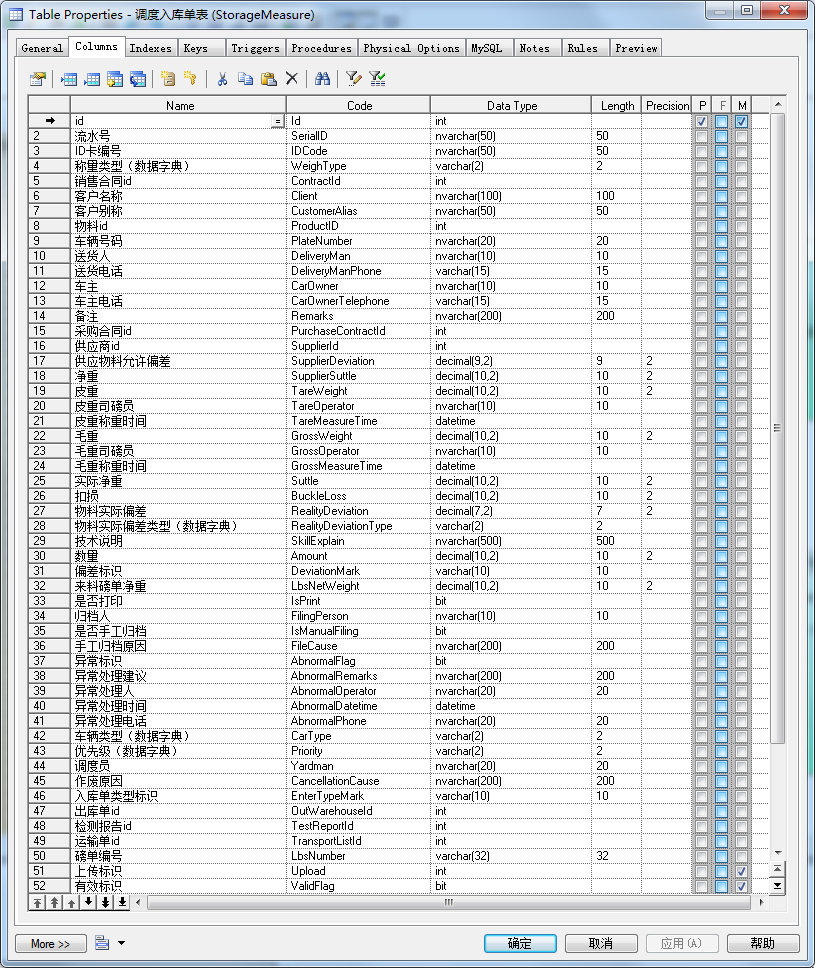 Table Properties - 调度入库单表 (StorageMeasure)
General Columns Indexes Keys Triggers Procedures Physical Options MySQL Notes Rules Preview
Name Code Data Type Length Precision P F M
id = Id int
2 流水号 SerialID nvarchar(50) 50
3 ID卡编号 IDCode nvarchar(50) 50
4 称量类型（数据字典） WeighType varchar(2) 2
5 销售合同id ContractId int
6 客户名称 Client nvarchar(100) 100
7 客户别称 CustomerAlias nvarchar(50) 50
8 物料id ProductID int
9 车辆号码 PlateNumber nvarchar(20) 20
10 送货人 DeliveryMan nvarchar(10) 10
11 送货电话 DeliveryManPhone varchar(15) 15
12 车主 CarOwner nvarchar(10) 10
13 车主电话 CarOwnerTelephone varchar(15) 15
14 备注 Remarks nvarchar(200) 200
15 采购合同id PurchaseContractId int
16 供应商id SupplierId int
17 供应物料允许偏差 SupplierDeviation decimal(9,2) 9 2
18 净重 SupplierSuttle decimal(10,2) 10 2
19 皮重 TareWeight decimal(10,2) 10 2
20 皮重司磅员 TareOperator nvarchar(10) 10
21 皮重称重时间 TareMeasureTime datetime
22 毛重 GrossWeight decimal(10,2) 10 2
23 毛重司磅员 GrossOperator nvarchar(10) 10
24 毛重称重时间 GrossMeasureTime datetime
25 实际净重 Suttle decimal(10,2) 10 2
26 扣损 BuckleLoss decimal(10,2) 10 2
27 物料实际偏差 RealityDeviation decimal(7,2) 7 2
28 物料实际偏差类型（数据字典） RealityDeviationType varchar(2) 2
29 技术说明 SkillExplain nvarchar(500) 500
30 数量 Amount decimal(10,2) 10 2
31 偏差标识 DeviationMark varchar(10) 10
32 来料磅单净重 LbsNetWeight decimal(10,2) 10 2
33 是否打印 IsPrint bit
34 归档人 FilingPerson nvarchar(10) 10
35 是否手工归档 IsManualFiling bit
36 手工归档原因 FileCause nvarchar(200) 200
37 异常标识 AbnormalFlag bit
38 异常处理建议 AbnormalRemarks nvarchar(200) 200
39 异常处理人 AbnormalOperator nvarchar(20) 20
40 异常处理时间 AbnormalDatetime datetime
41 异常处理电话 AbnormalPhone nvarchar(20) 20
42 车辆类型（数据字典） CarType varchar(2) 2
43 优先级（数据字典） Priority varchar(2) 2
44 调度员 Yardman nvarchar(20) 20
45 作废原因 CancellationCause nvarchar(200) 200
46 入库单类型标识 EnterTypeMark varchar(10) 10
47 出库单id OutWarehouseId int
48 检测报告id TestReportId int
49 运输单id TransportListId int
50 磅单编号 LbsNumber varchar(32) 32
51 上传标识 Upload int
52 有效标识 ValidFlag bit
More >> 确定 取消 应用(A) 帮助